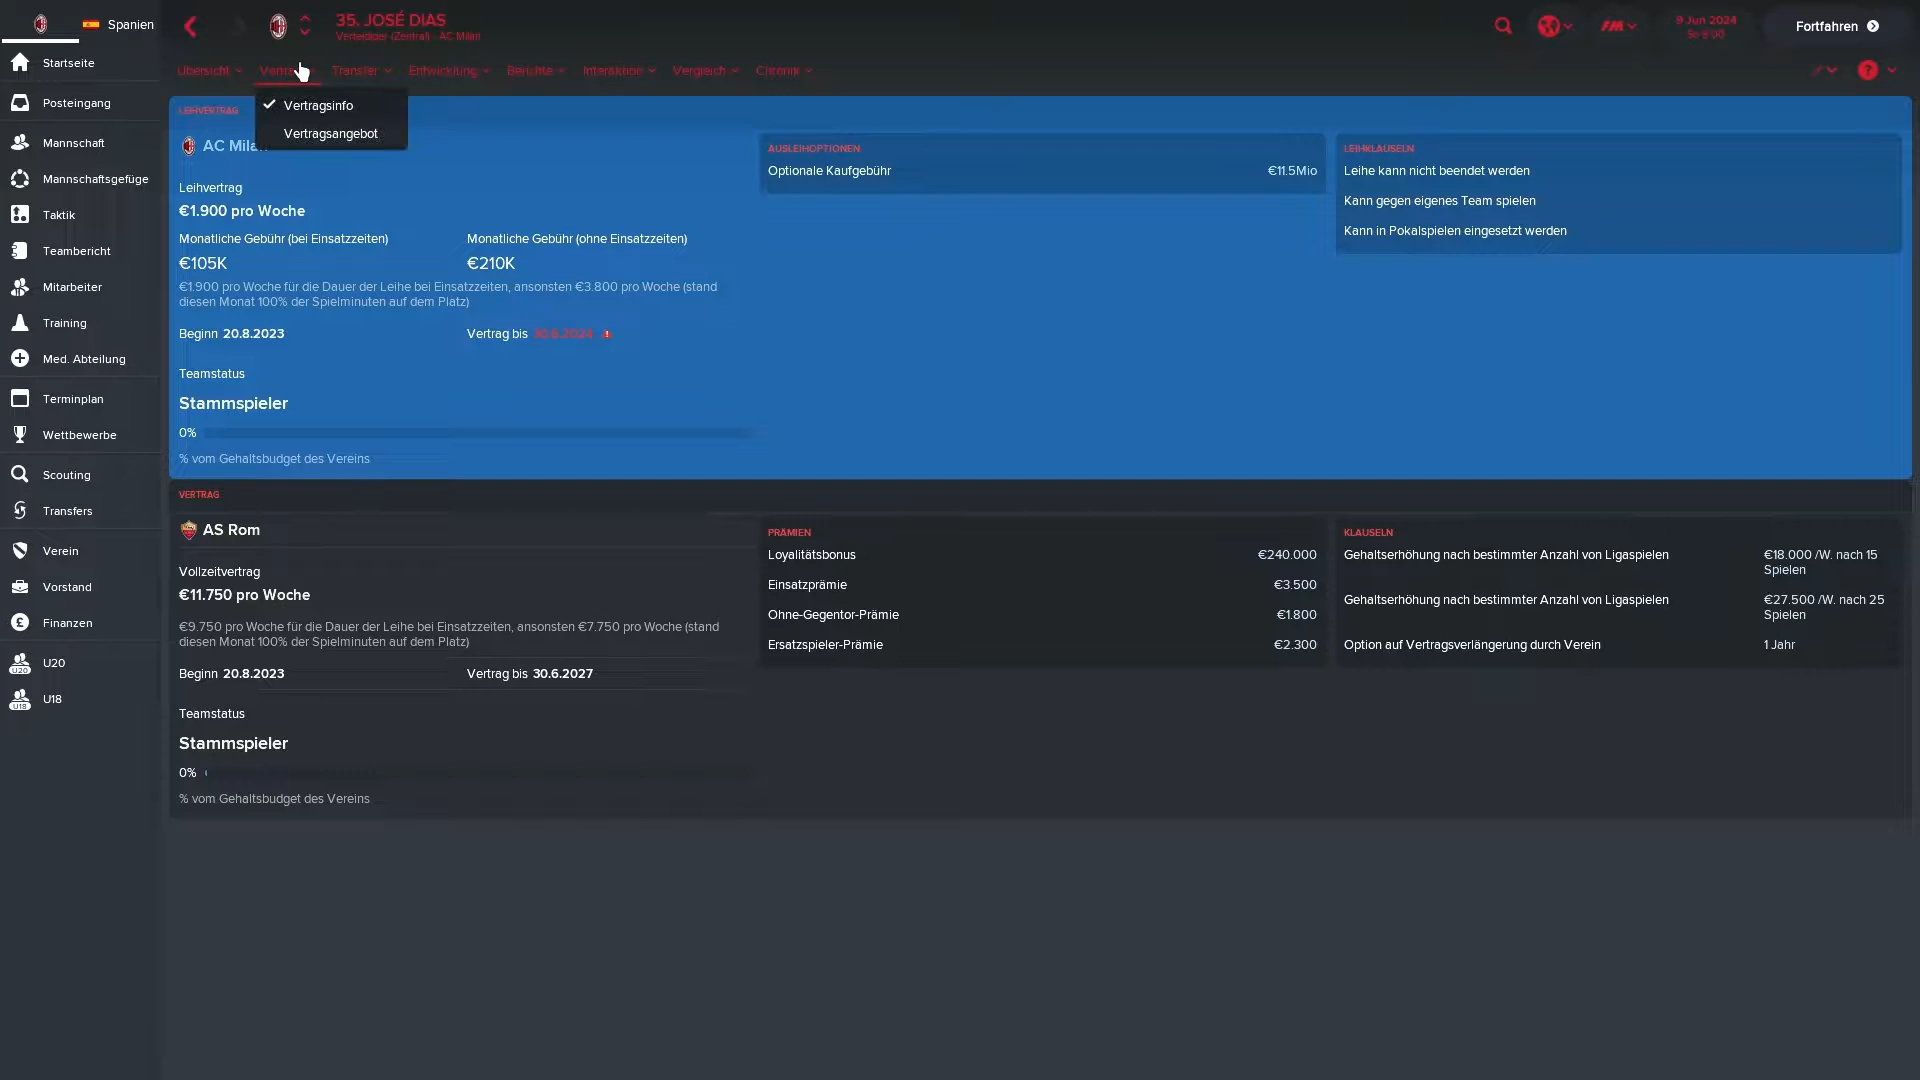 Spanien
35. JOSÉ DIAS
Verteidiger (Zentral) - AC Milan
9 Jun 2024
So 8:00
Fortfahren
Startseite
Posteingang
Mannschaft
Mannschaftsgefüge
Taktik
Teambericht
Mitarbeiter
Training
Med. Abteilung
Terminplan
Wettbewerbe
Scouting
Transfers
Verein
Vorstand
Finanzen
U20
U18
Übersicht
Transfer
Entwicklung
Berichte
Interaktion
Vergleich
Chronik
Vertragsinfo
Vertragsangebot
LEIHVERTRAG
AC Milan
Leihvertrag
€1.900 pro Woche
Monatliche Gebühr (bei Einsatzzeiten)
Monatliche Gebühr (ohne Einsatzzeiten)
€105K
€210K
€1.900 pro Woche für die Dauer der Leihe bei Einsatzzeiten, ansonsten €3.800 pro Woche (stand
diesen Monat 100% der Spielminuten auf dem Platz)
Beginn 20.8.2023
Vertrag bis 30.6.2024
Teamstatus
Stammspieler
0%
% vom Gehaltsbudget des Vereins
AUSLEIHOPTIONEN
Optionale Kaufgebühr €11.5Mio
LEIHKLAUSELN
Leihe kann nicht beendet werden
Kann gegen eigenes Team spielen
Kann in Pokalspielen eingesetzt werden
VERTRAG
AS Rom
Vollzeitvertrag
€11.750 pro Woche
€9.750 pro Woche für die Dauer der Leihe bei Einsatzzeiten, ansonsten €7.750 pro Woche (stand
diesen Monat 100% der Spielminuten auf dem Platz)
Beginn 20.8.2023
Vertrag bis 30.6.2027
Teamstatus
Stammspieler
0%
% vom Gehaltsbudget des Vereins
PRÄMIEN
Loyalitätsbonus €240.000
Einsatzprämie €3.500
Ohne-Gegentor-Prämie €1.800
Ersatzspieler-Prämie €2.300
KLAUSELN
Gehaltserhöhung nach bestimmter Anzahl von Ligaspielen €18.000 /W. nach 15
Spielen
Gehaltserhöhung nach bestimmter Anzahl von Ligaspielen €27.500 /W. nach 25
Spielen
Option auf Vertragsverlängerung durch Verein 1 Jahr